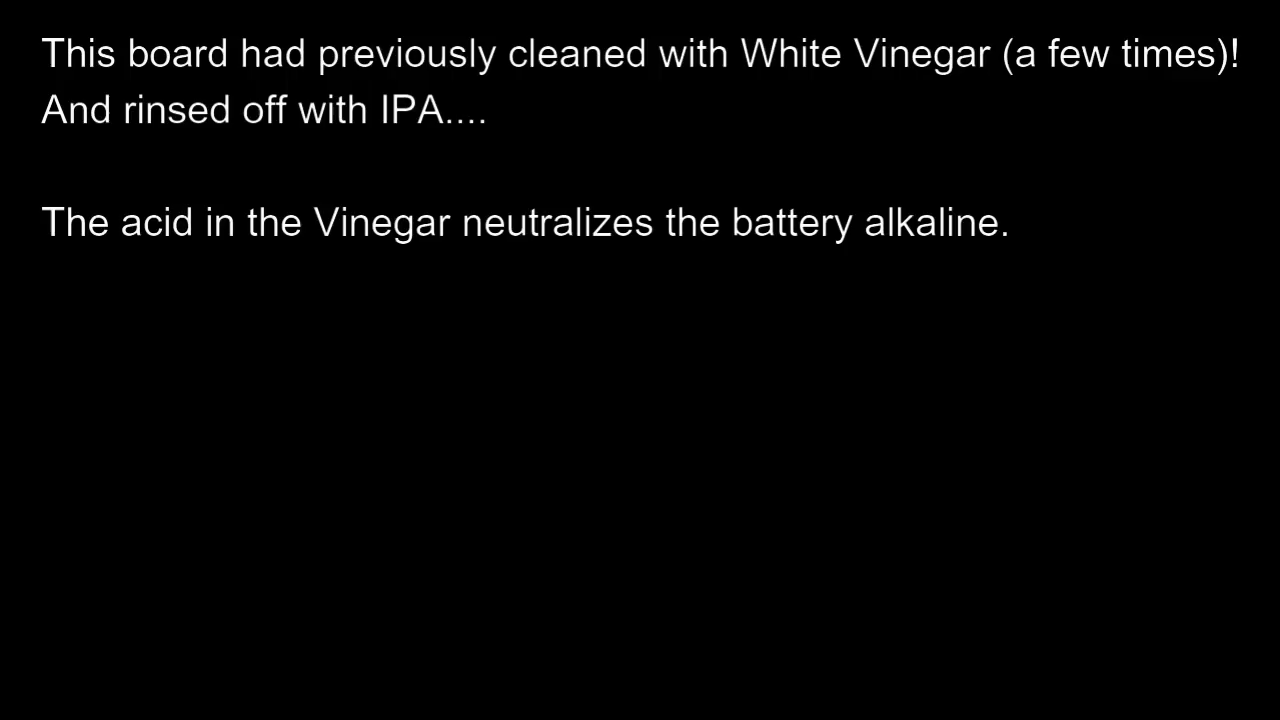 This board had previously cleaned with White Vinegar (a few times)!
And rinsed off with IPA....
The acid in the Vinegar neutralizes the battery alkaline.